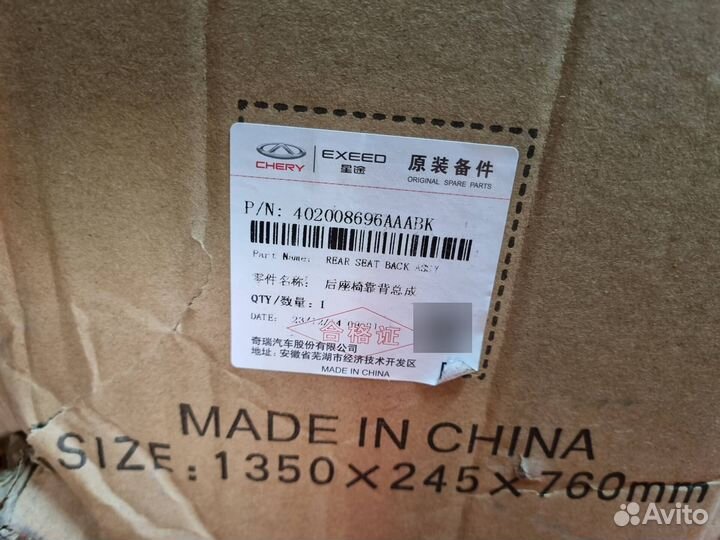 CHERY
EXEED
星途
原装备件
ORIGINAL SPARE PARTS
P/N: 402008696AAABK
Part Name: REAR SEAT BACK ASSY
零件名称: 后座椅靠背总成
QTY/数量: 1
DATE:
合格证
奇瑞汽车股份有限公司
地址: 安徽省芜湖市经济技术开发区
MADE IN CHINA
MADE IN CHINA
SIZE: 1350×245×760mm
Avito